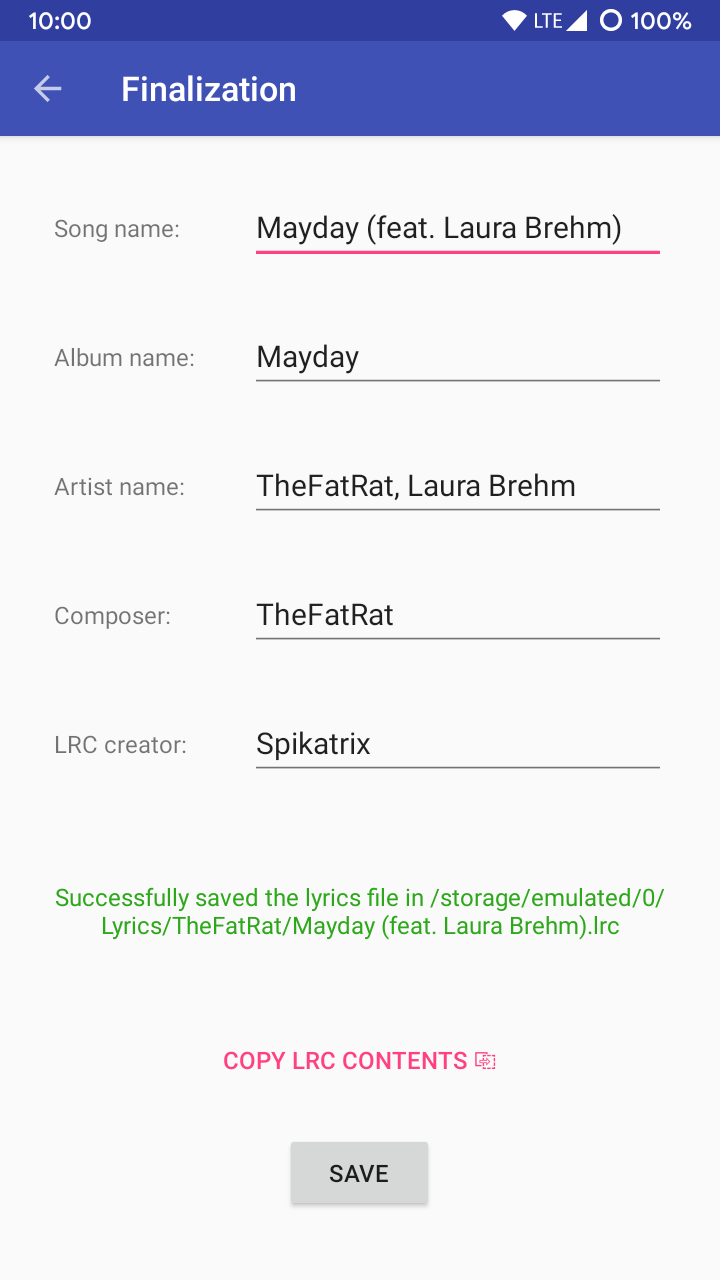 10:00 LTE 100%
Finalization
Song name: Mayday (feat. Laura Brehm)
Album name: Mayday
Artist name: TheFatRat, Laura Brehm
Composer: TheFatRat
LRC creator: Spikatrix
Successfully saved the lyrics file in /storage/emulated/0/
Lyrics/TheFatRat/Mayday (feat. Laura Brehm).lrc
COPY LRC CONTENTS
SAVE